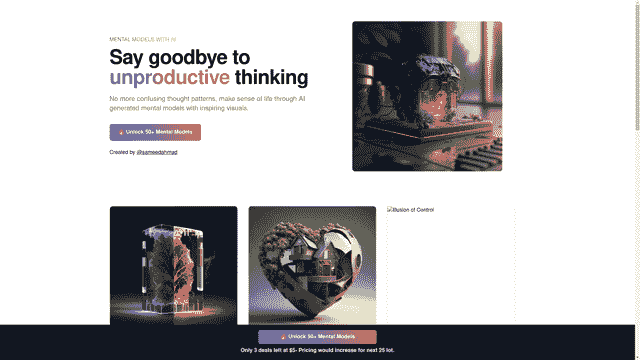 MENTAL MODELS WITH AI
Say goodbye to
unproductive thinking
No more confusing thought patterns, make sense of life through AI
generated mental models with inspiring visuals.
Unlock 50+ Mental Models
Created by @sameedahmad
Illusion of Control
Unlock 50+ Mental Models
Only 3 deals left at $5- Pricing would increase for next 25 lot.